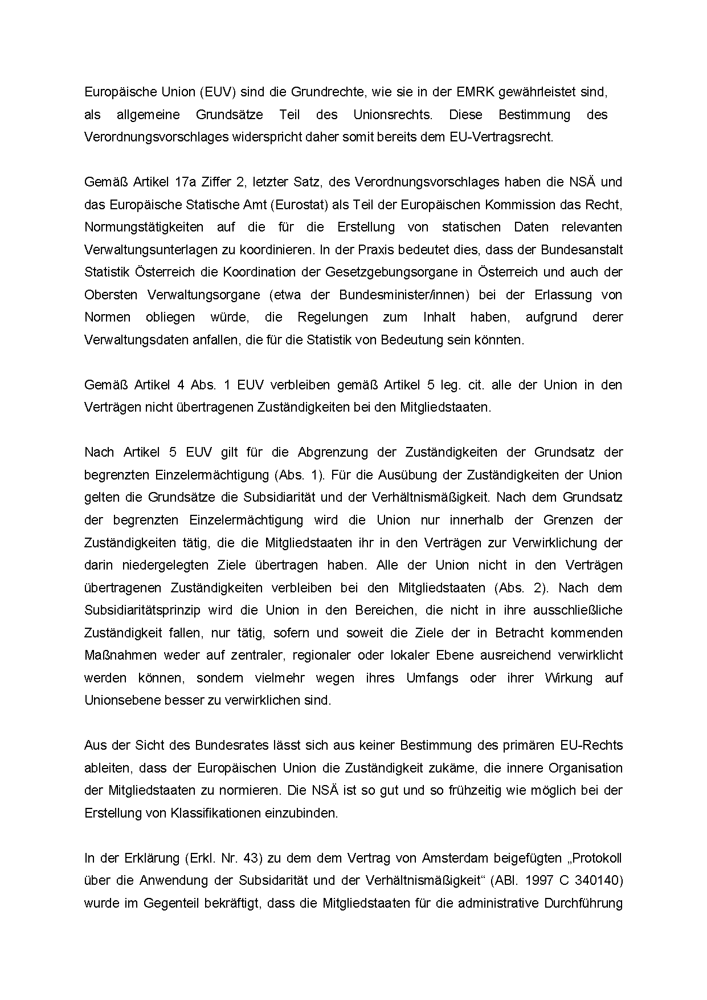 Europäische Union (EUV) sind die Grundrechte, wie sie in der EMRK gewährleistet sind,
als allgemeine Grundsätze Teil des Unionsrechts. Diese Bestimmung des
Verordnungsvorschlages widerspricht daher somit bereits dem EU-Vertragsrecht.
Gemäß Artikel 17a Ziffer 2, letzter Satz, des Verordnungsvorschlages haben die NSÄ und
das Europäische Statische Amt (Eurostat) als Teil der Europäischen Kommission das Recht,
Normungstätigkeiten auf die für die Erstellung von statischen Daten relevanten
Verwaltungsunterlagen zu koordinieren. In der Praxis bedeutet dies, dass der Bundesanstalt
Statistik Österreich die Koordination der Gesetzgebungsorgane in Österreich und auch der
Obersten Verwaltungsorgane (etwa der Bundesminister/innen) bei der Erlassung von
Normen obliegen würde, die Regelungen zum Inhalt haben, aufgrund derer
Verwaltungsdaten anfallen, die für die Statistik von Bedeutung sein könnten.
Gemäß Artikel 4 Abs. 1 EUV verbleiben gemäß Artikel 5 leg. cit. alle der Union in den
Verträgen nicht übertragenen Zuständigkeiten bei den Mitgliedstaaten.
Nach Artikel 5 EUV gilt für die Abgrenzung der Zuständigkeiten der Grundsatz der
begrenzten Einzelermächtigung (Abs. 1). Für die Ausübung der Zuständigkeiten der Union
gelten die Grundsätze die Subsidiarität und der Verhältnismäßigkeit. Nach dem Grundsatz
der begrenzten Einzelermächtigung wird die Union nur innerhalb der Grenzen der
Zuständigkeiten tätig, die die Mitgliedstaaten ihr in den Verträgen zur Verwirklichung der
darin niedergelegten Ziele übertragen haben. Alle der Union nicht in den Verträgen
übertragenen Zuständigkeiten verbleiben bei den Mitgliedstaaten (Abs. 2). Nach dem
Subsidiaritätsprinzip wird die Union in den Bereichen, die nicht in ihre ausschließliche
Zuständigkeit fallen, nur tätig, sofern und soweit die Ziele der in Betracht kommenden
Maßnahmen weder auf zentraler, regionaler oder lokaler Ebene ausreichend verwirklicht
werden können, sondern vielmehr wegen ihres Umfangs oder ihrer Wirkung auf
Unionsebene besser zu verwirklichen sind.
Aus der Sicht des Bundesrates lässt sich aus keiner Bestimmung des primären EU-Rechts
ableiten, dass der Europäischen Union die Zuständigkeit zukäme, die innere Organisation
der Mitgliedstaaten zu normieren. Die NSÄ ist so gut und so frühzeitig wie möglich bei der
Erstellung von Klassifikationen einzubinden.
In der Erklärung (Erkl. Nr. 43) zu dem dem Vertrag von Amsterdam beigefügten „Protokoll
über die Anwendung der Subsidarität und der Verhältnismäßigkeit“ (ABl. 1997 C 340140)
wurde im Gegenteil bekräftigt, dass die Mitgliedstaaten für die administrative Durchführung